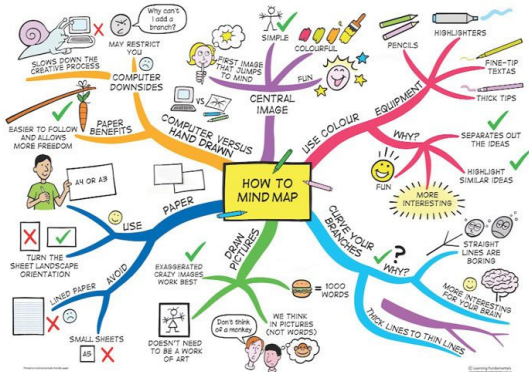 HOW TO
MIND MAP
CENTRAL
IMAGE
SIMPLE
COLOURFUL
FUN
FIRST IMAGE
THAT JUMPS
TO MIND
USE COLOUR
EQUIPMENT
PENCILS
HIGHLIGHTERS
FINE-TIP
TEXTAS
THICK TIPS
WHY?
SEPARATES OUT
THE IDEAS
HIGHLIGHT
SIMILAR IDEAS
MORE
INTERESTING
FUN
CURVE YOUR
BRANCHES
?
WHY?
STRAIGHT
LINES ARE
BORING
MORE INTERESTING
FOR YOUR BRAIN
THICK LINES TO THIN LINES
DRAW
PICTURES
= 1000
WORDS
WE THINK
IN PICTURES
(NOT WORDS)
Don't think
of a monkey
DOESN'T NEED
TO BE A WORK
OF ART
EXAGGERATED
CRAZY IMAGES
WORK BEST
PAPER
USE
A4 OR A3
TURN THE
SHEET LANDSCAPE
ORIENTATION
AVOID
LINED PAPER
SMALL SHEETS
A5
COMPUTER VERSUS
HAND DRAWN
VS
PAPER
BENEFITS
EASIER TO FOLLOW
AND ALLOWS
MORE FREEDOM
COMPUTER
DOWNSIDES
SLOWS DOWN THE
CREATIVE PROCESS
MAY RESTRICT
YOU
Why can't
I add a
branch?
© Learning Fundamentals